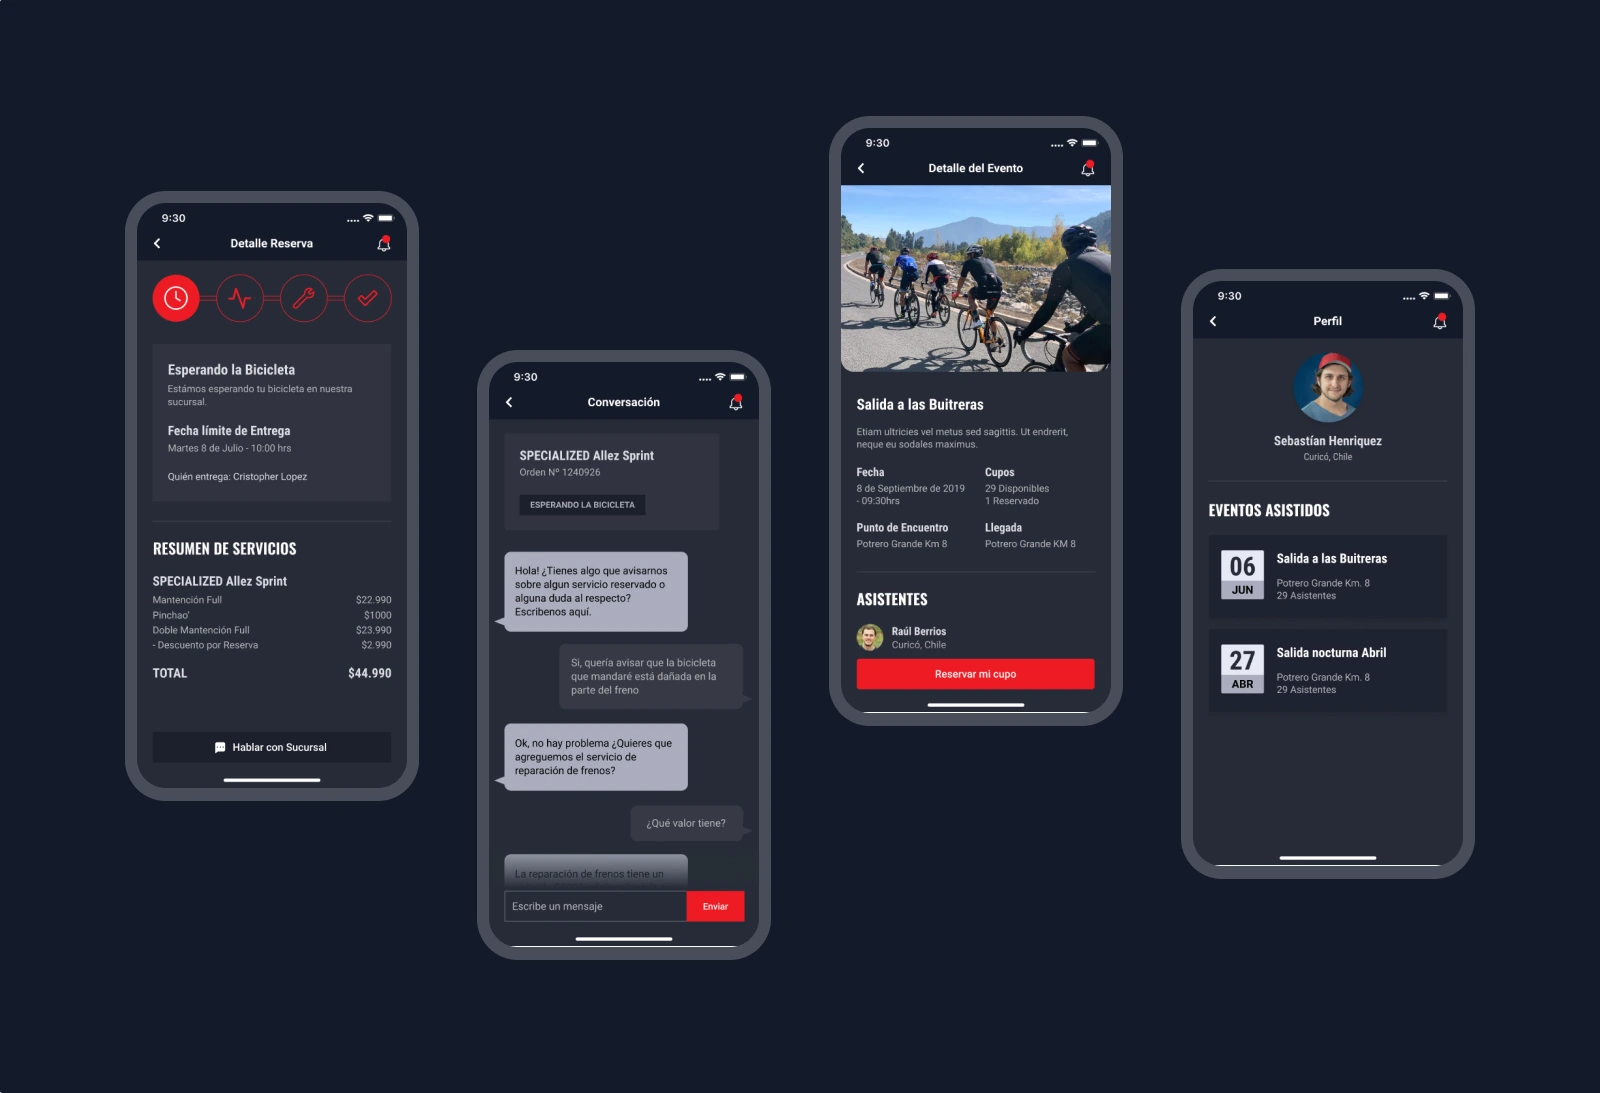 9:30
Detalle Reserva
Esperando la Bicicleta
Estámos esperando tu bicicleta en nuestra
sucursal.
Fecha límite de Entrega
Martes 8 de Julio - 10:00 hrs
Quién entrega: Cristopher Lopez
RESUMEN DE SERVICIOS
SPECIALIZED Allez Sprint
Mantención Full $22.990
Pinchao' $1000
Doble Mantención Full $23.990
- Descuento por Reserva $2.990
TOTAL $44.990
Hablar con Sucursal
9:30
Conversación
SPECIALIZED Allez Sprint
Orden Nº 1240926
ESPERANDO LA BICICLETA
Hola! ¿Tienes algo que avisarnos
sobre algun servicio reservado o
alguna duda al respecto?
Escribenos aquí.
Si, quería avisar que la bicicleta
que mandaré está dañada en la
parte del freno
Ok, no hay problema ¿Quieres que
agreguemos el servicio de
reparación de frenos?
¿Qué valor tiene?
La reparación de frenos tiene un
Escribe un mensaje
Enviar
9:30
Detalle del Evento
Salida a las Buitreras
Etiam ultricies vel metus sed sagittis. Ut endrerit,
neque eu sodales maximus.
Fecha
8 de Septiembre de 2019
- 09:30hrs
Cupos
29 Disponibles
1 Reservado
Punto de Encuentro
Potrero Grande Km 8
Llegada
Potrero Grande KM 8
ASISTENTES
Raúl Berrios
Curicó, Chile
Reservar mi cupo
9:30
Perfil
Sebastían Henriquez
Curicó, Chile
EVENTOS ASISTIDOS
06
JUN
Salida a las Buitreras
Potrero Grande Km. 8
29 Asistentes
27
ABR
Salida nocturna Abril
Potrero Grande Km. 8
29 Asistentes